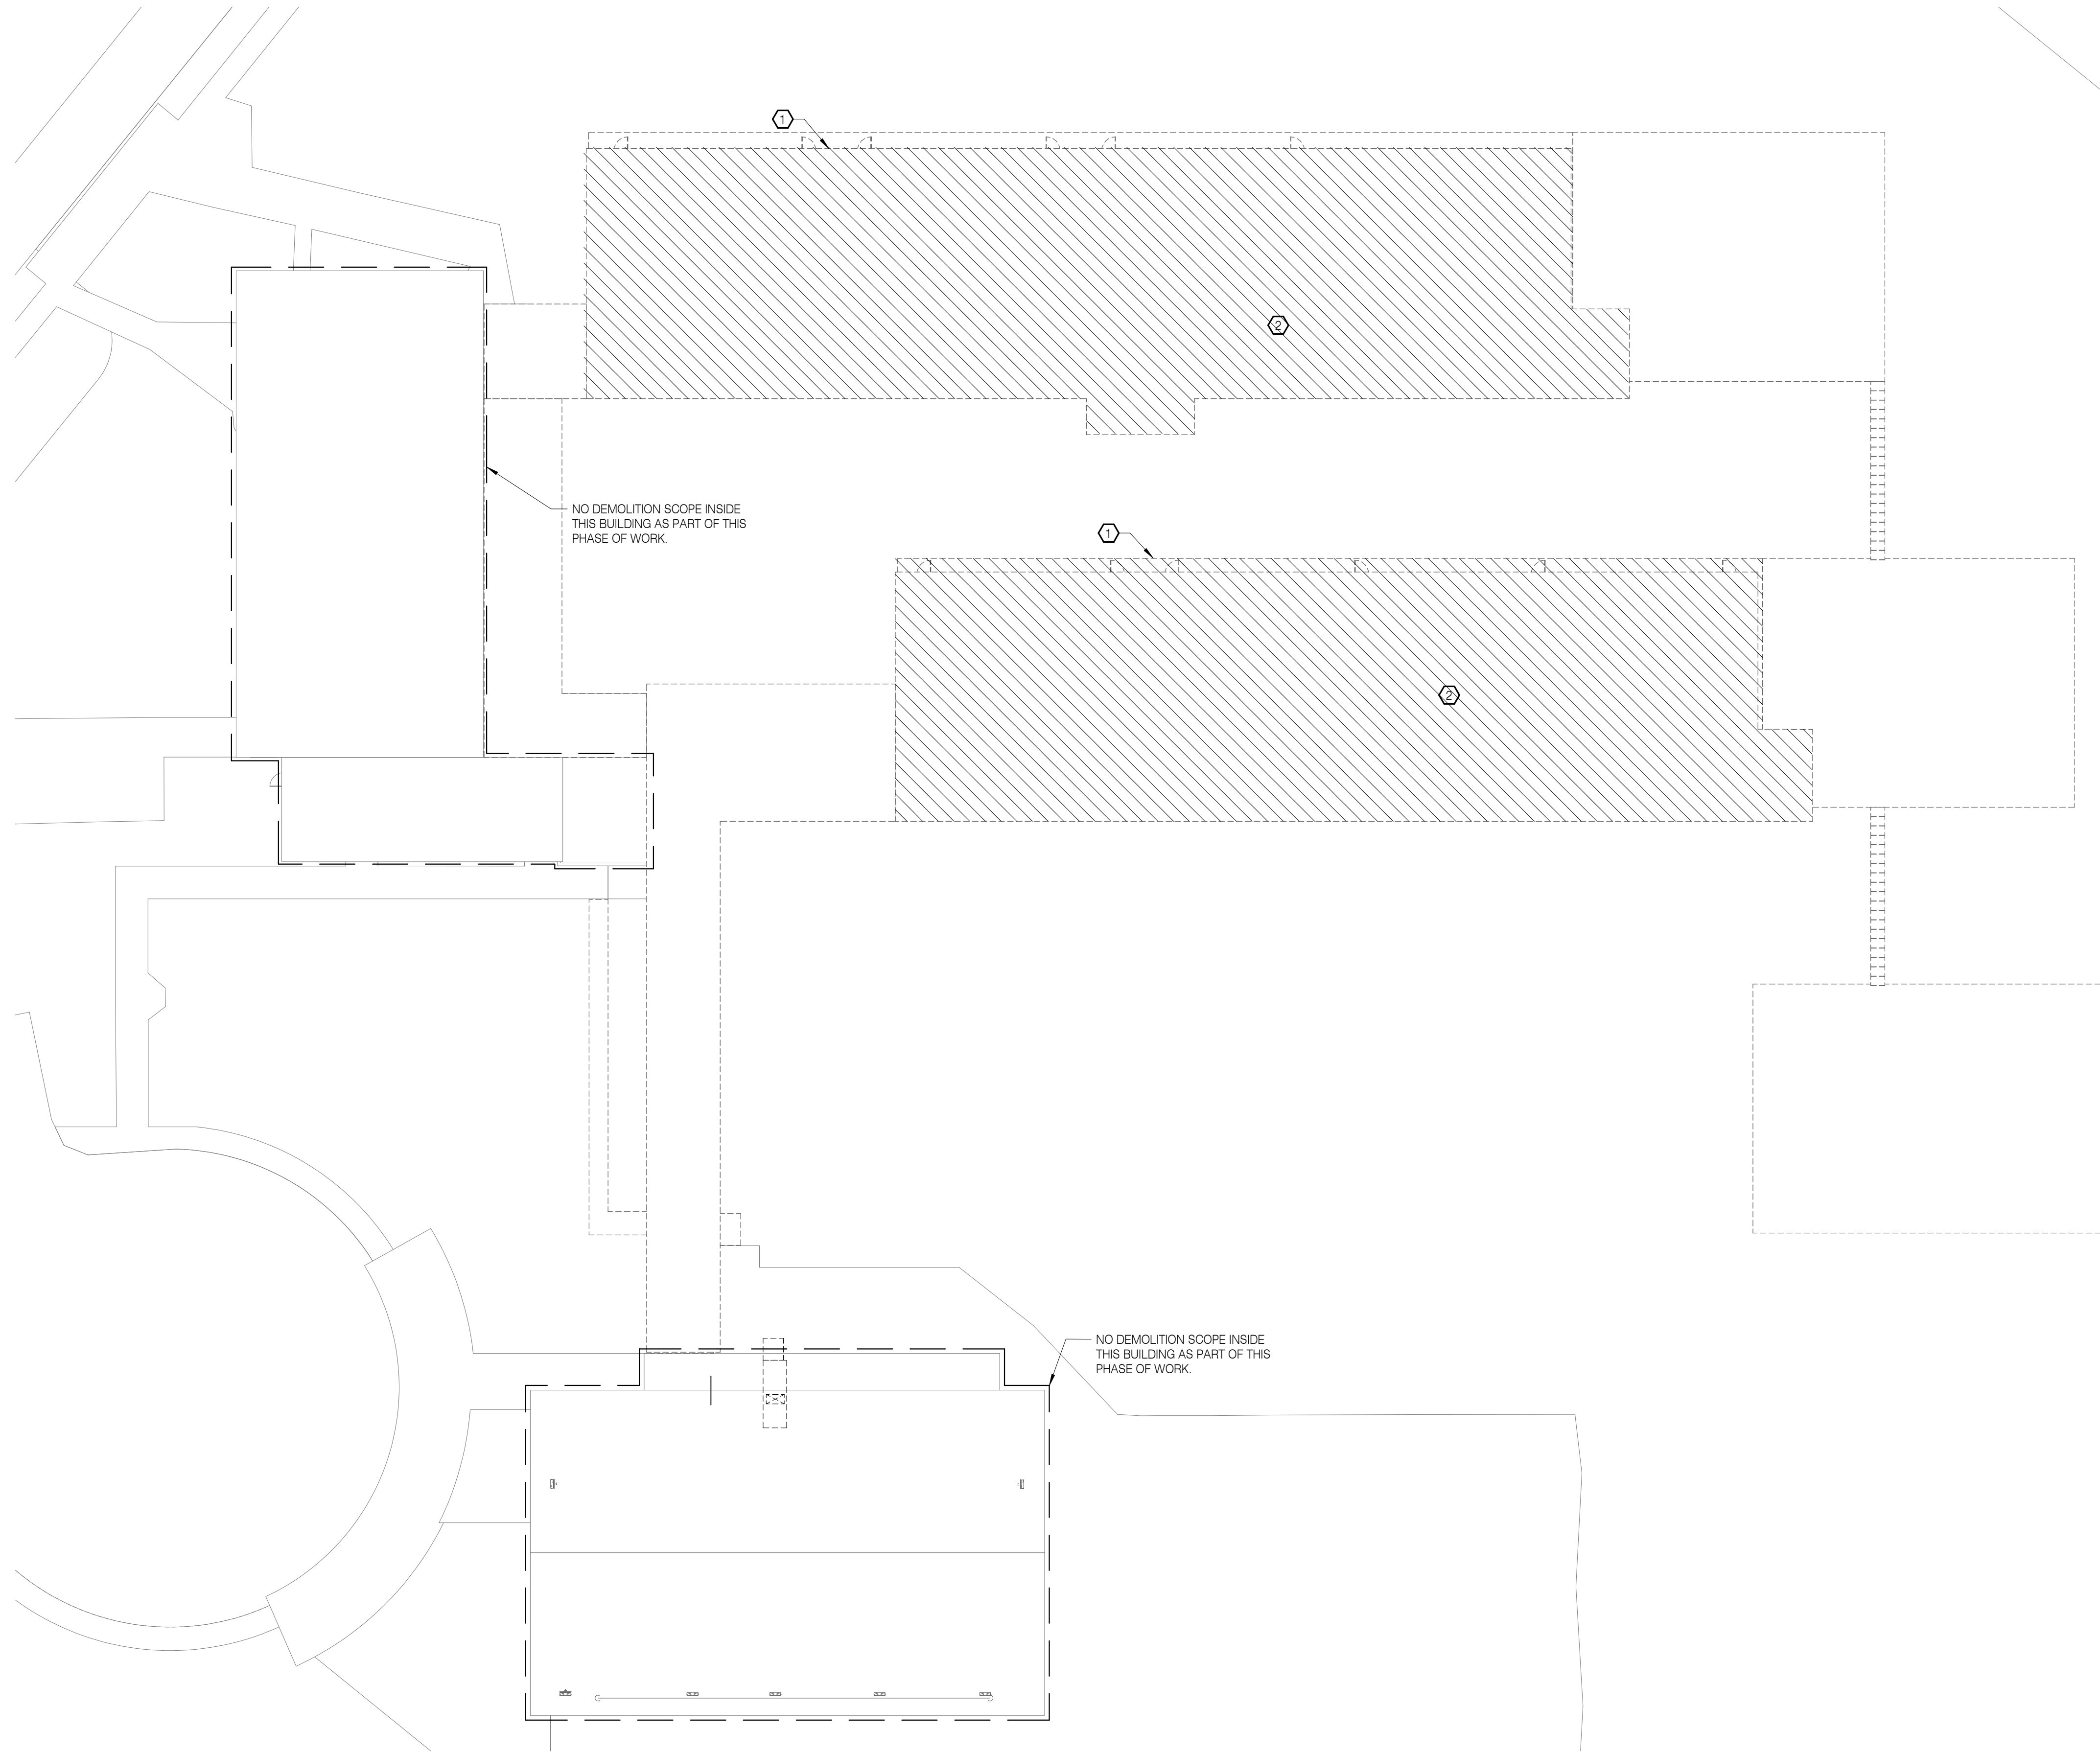 1
2
NO DEMOLITION SCOPE INSIDE
THIS BUILDING AS PART OF THIS
PHASE OF WORK.
1
2
NO DEMOLITION SCOPE INSIDE
THIS BUILDING AS PART OF THIS
PHASE OF WORK.